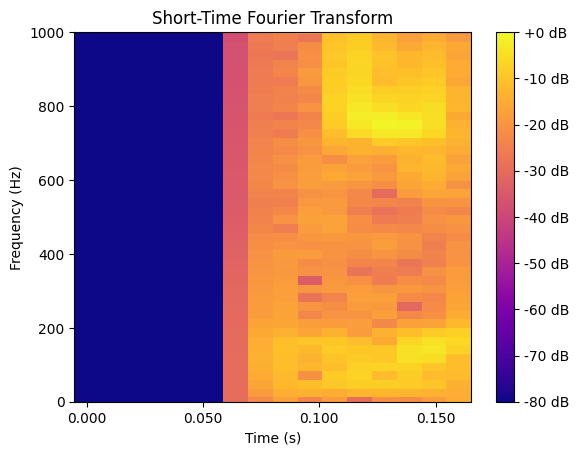 Short-Time Fourier Transform
1000
800
600
400
200
0
Frequency (Hz)
0.000
0.050
0.100
0.150
Time (s)
+0 dB
-10 dB
-20 dB
-30 dB
-40 dB
-50 dB
-60 dB
-70 dB
-80 dB